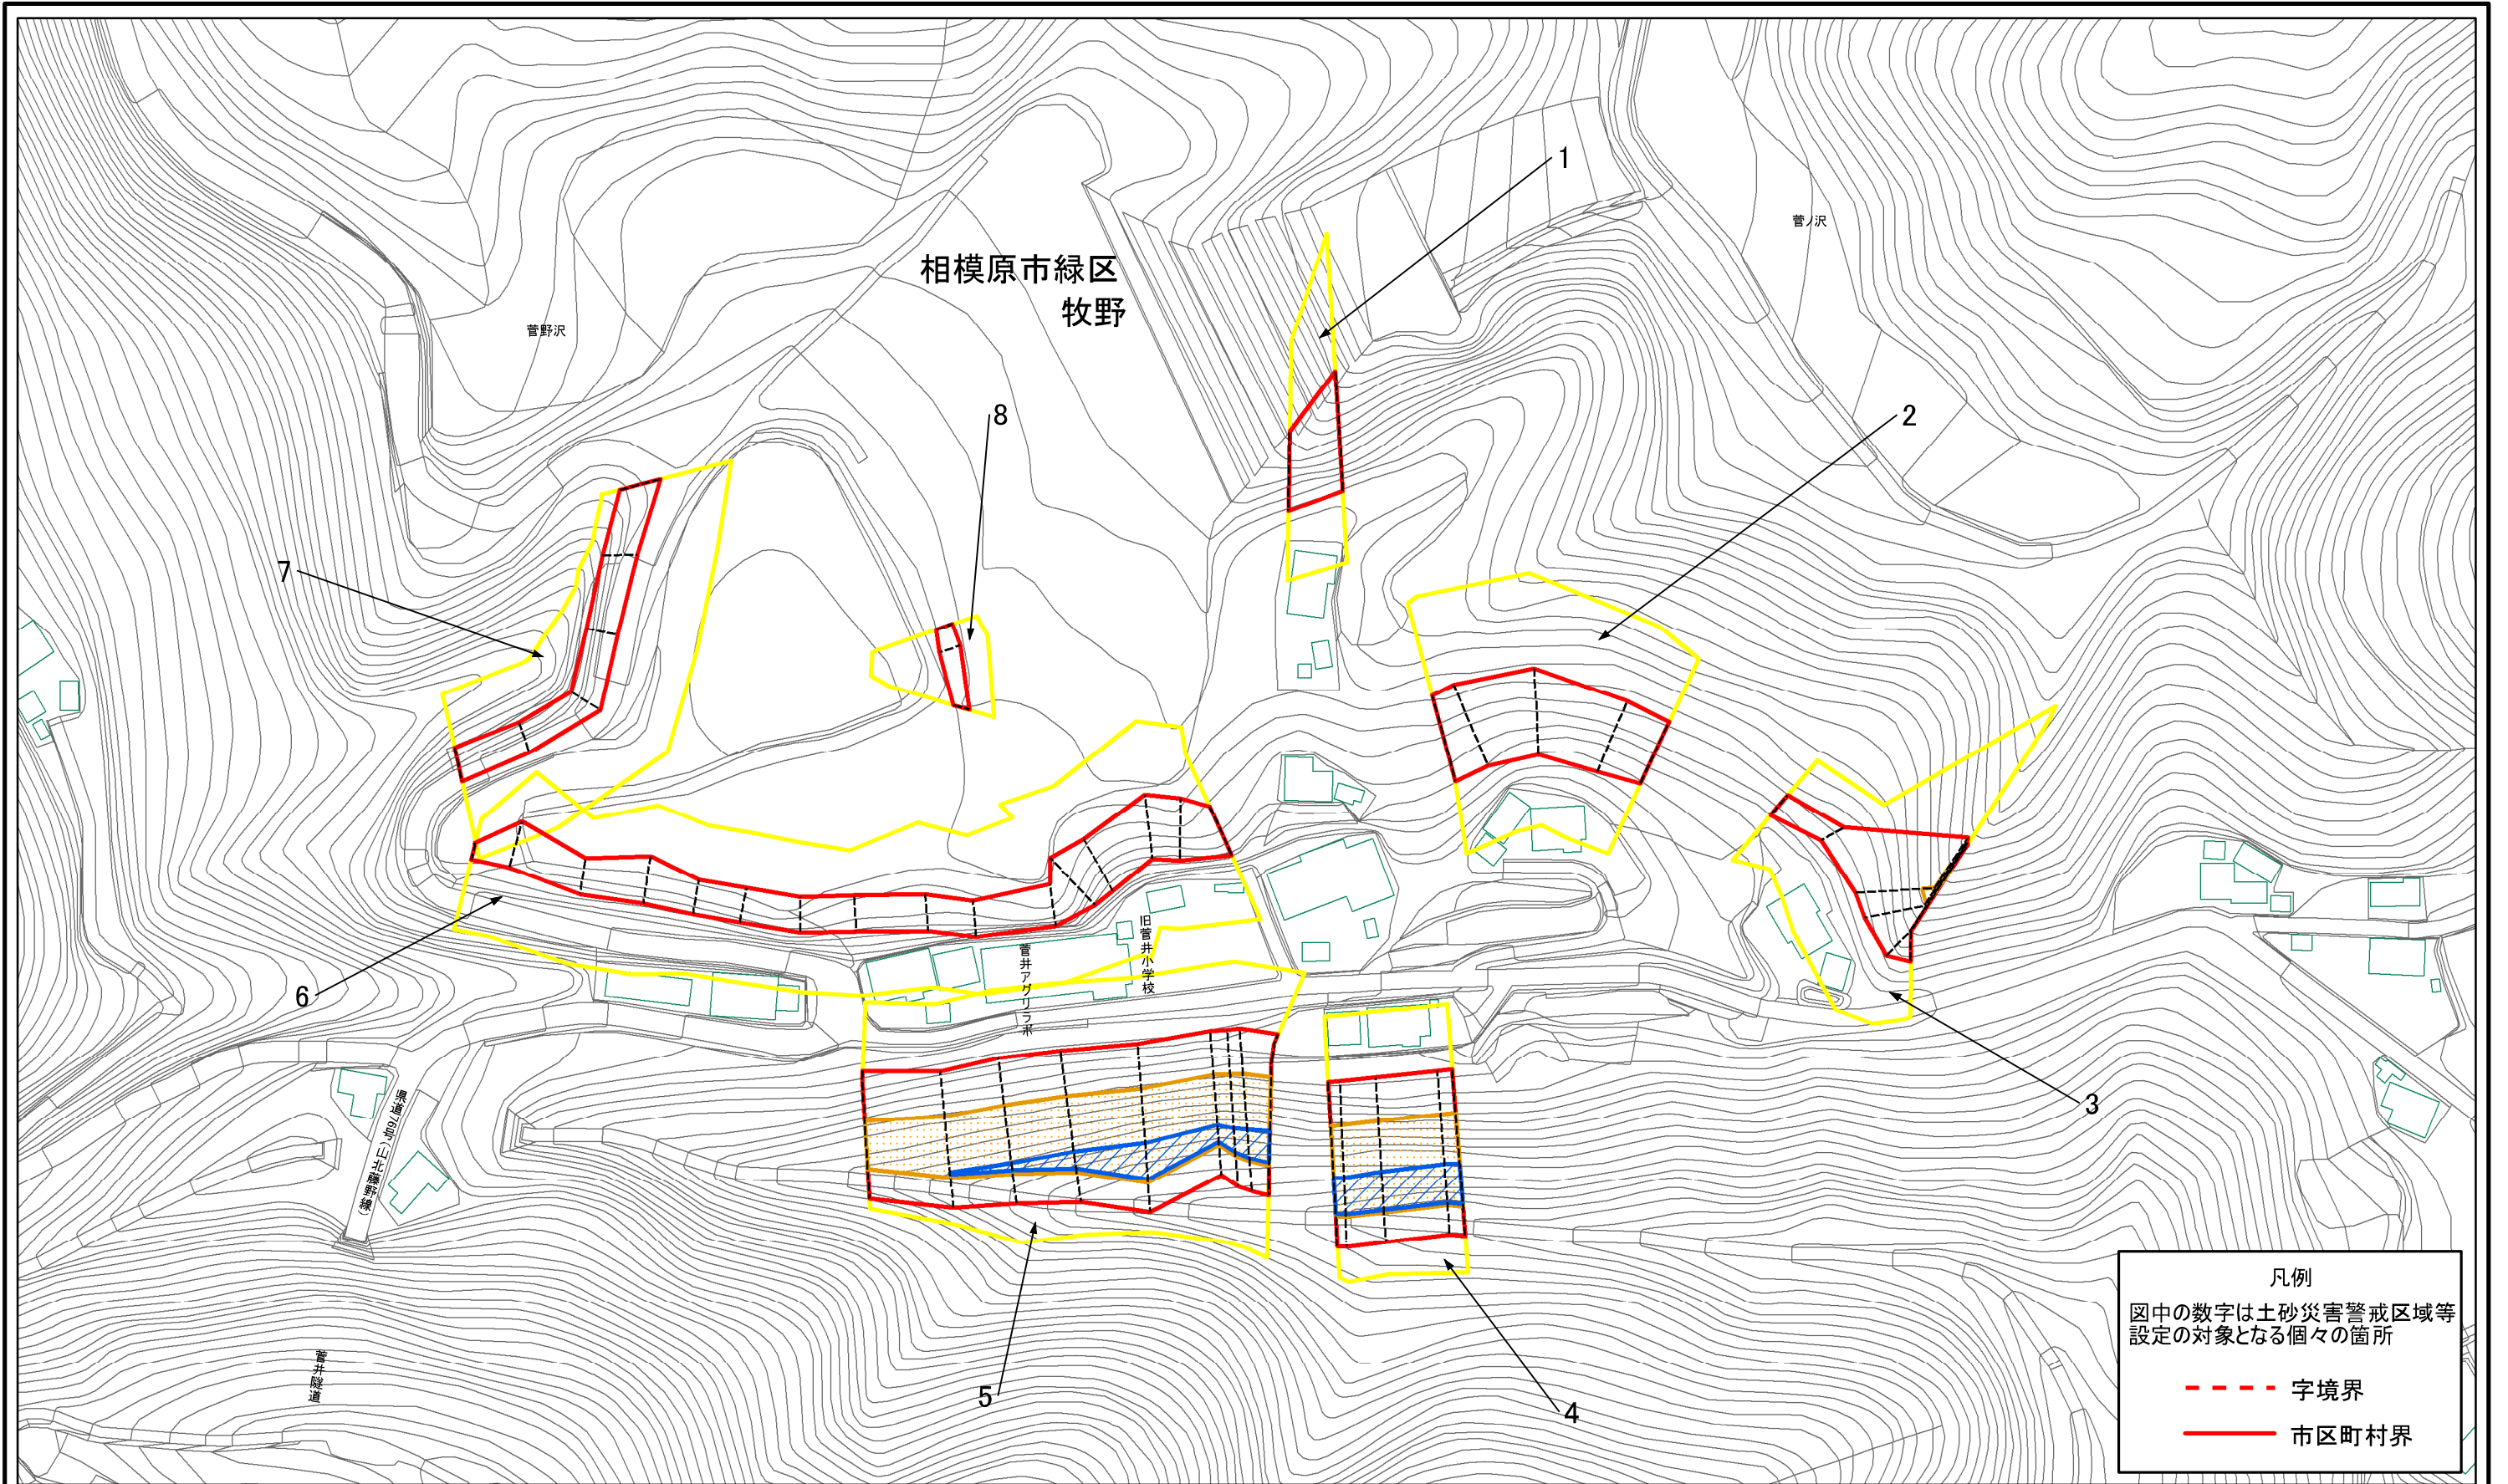 1
菅ノ沢
相模原市緑区
牧野
菅野沢
8
2
7
旧菅井小学校
菅井アグリラボ
6
3
県道76号（山北藤野線）
5
4
菅井隧道
凡例
図中の数字は土砂災害警戒区域等
設定の対象となる個々の箇所
字境界
市区町村界